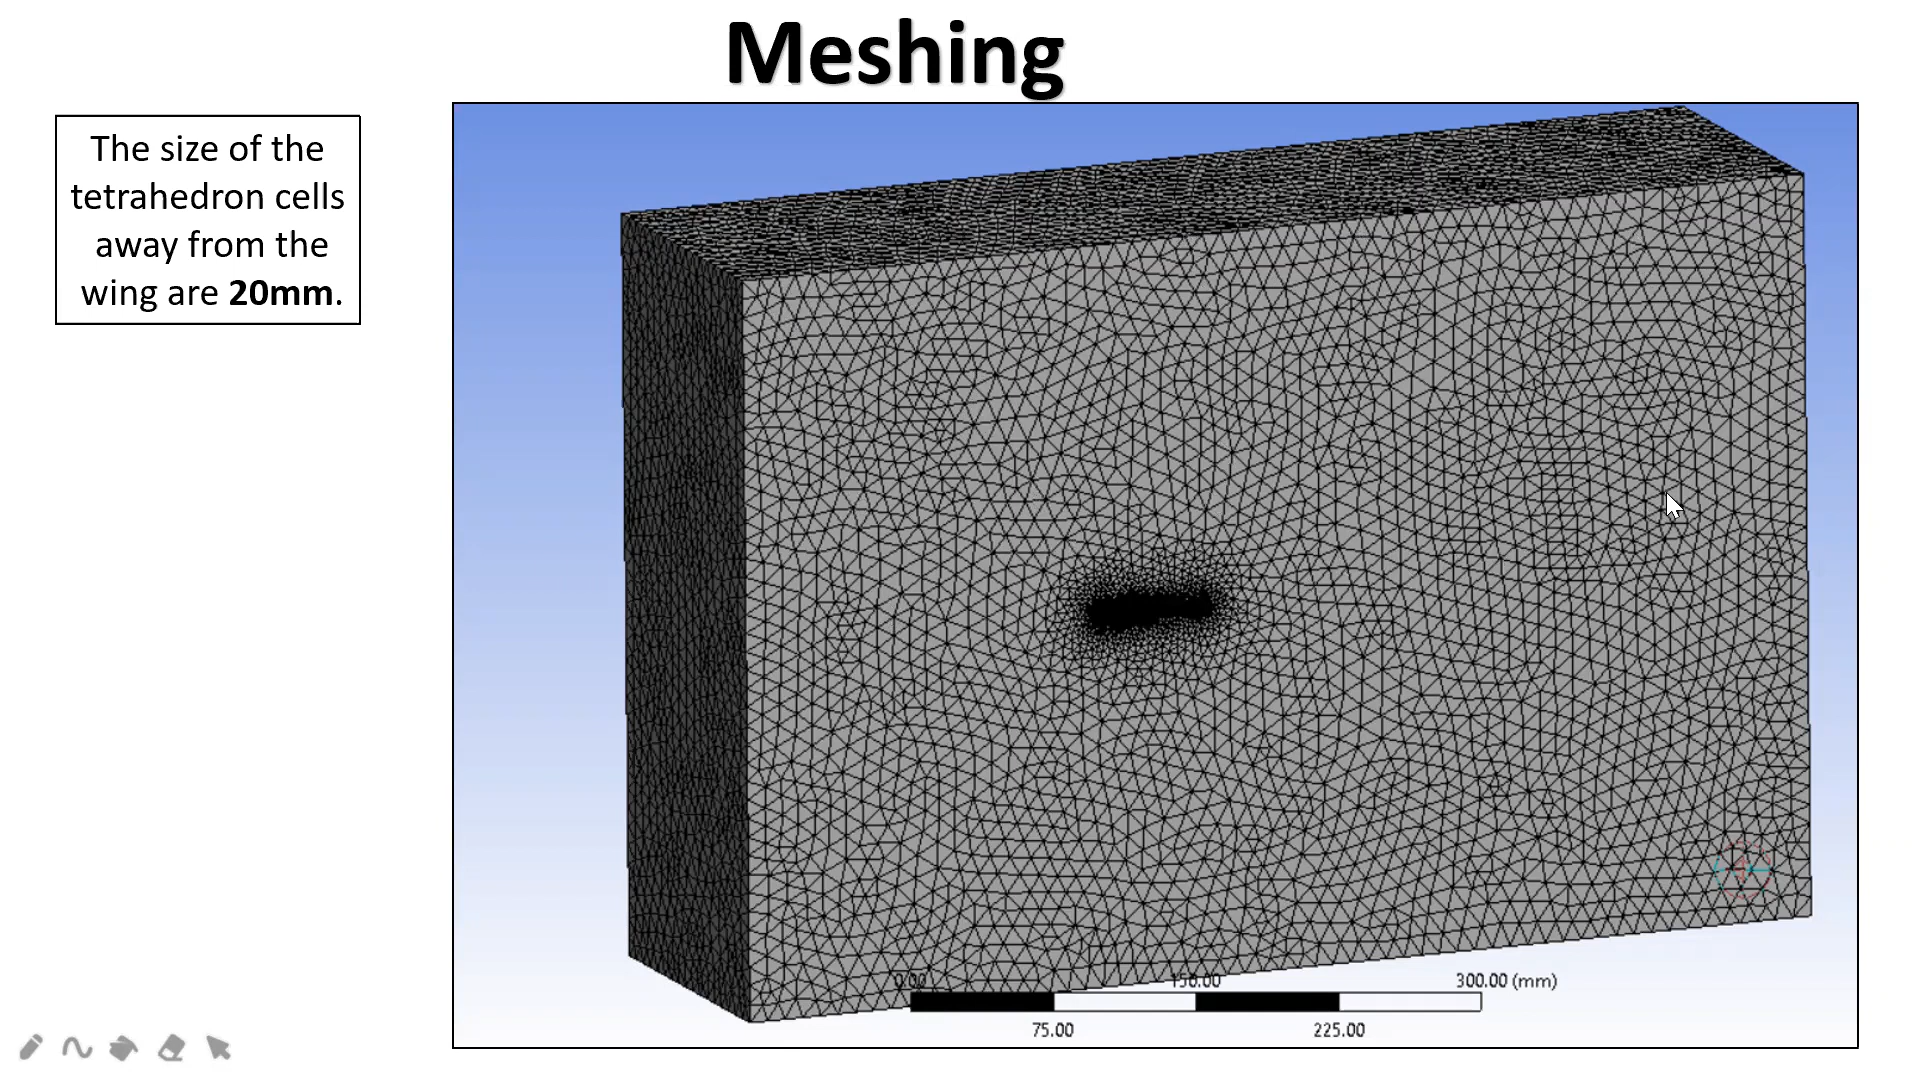 Meshing
The size of the
tetrahedron cells
away from the
wing are 20mm.
0.00 150.00 300.00 (mm)
75.00 225.00